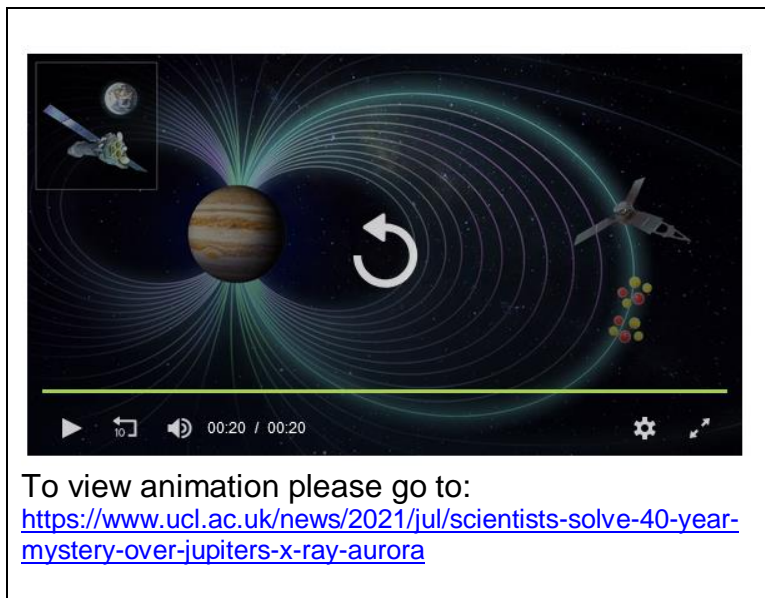 10
00:20 / 00:20
To view animation please go to:
https://www.ucl.ac.uk/news/2021/jul/scientists-solve-40-year-
mystery-over-jupiters-x-ray-aurora